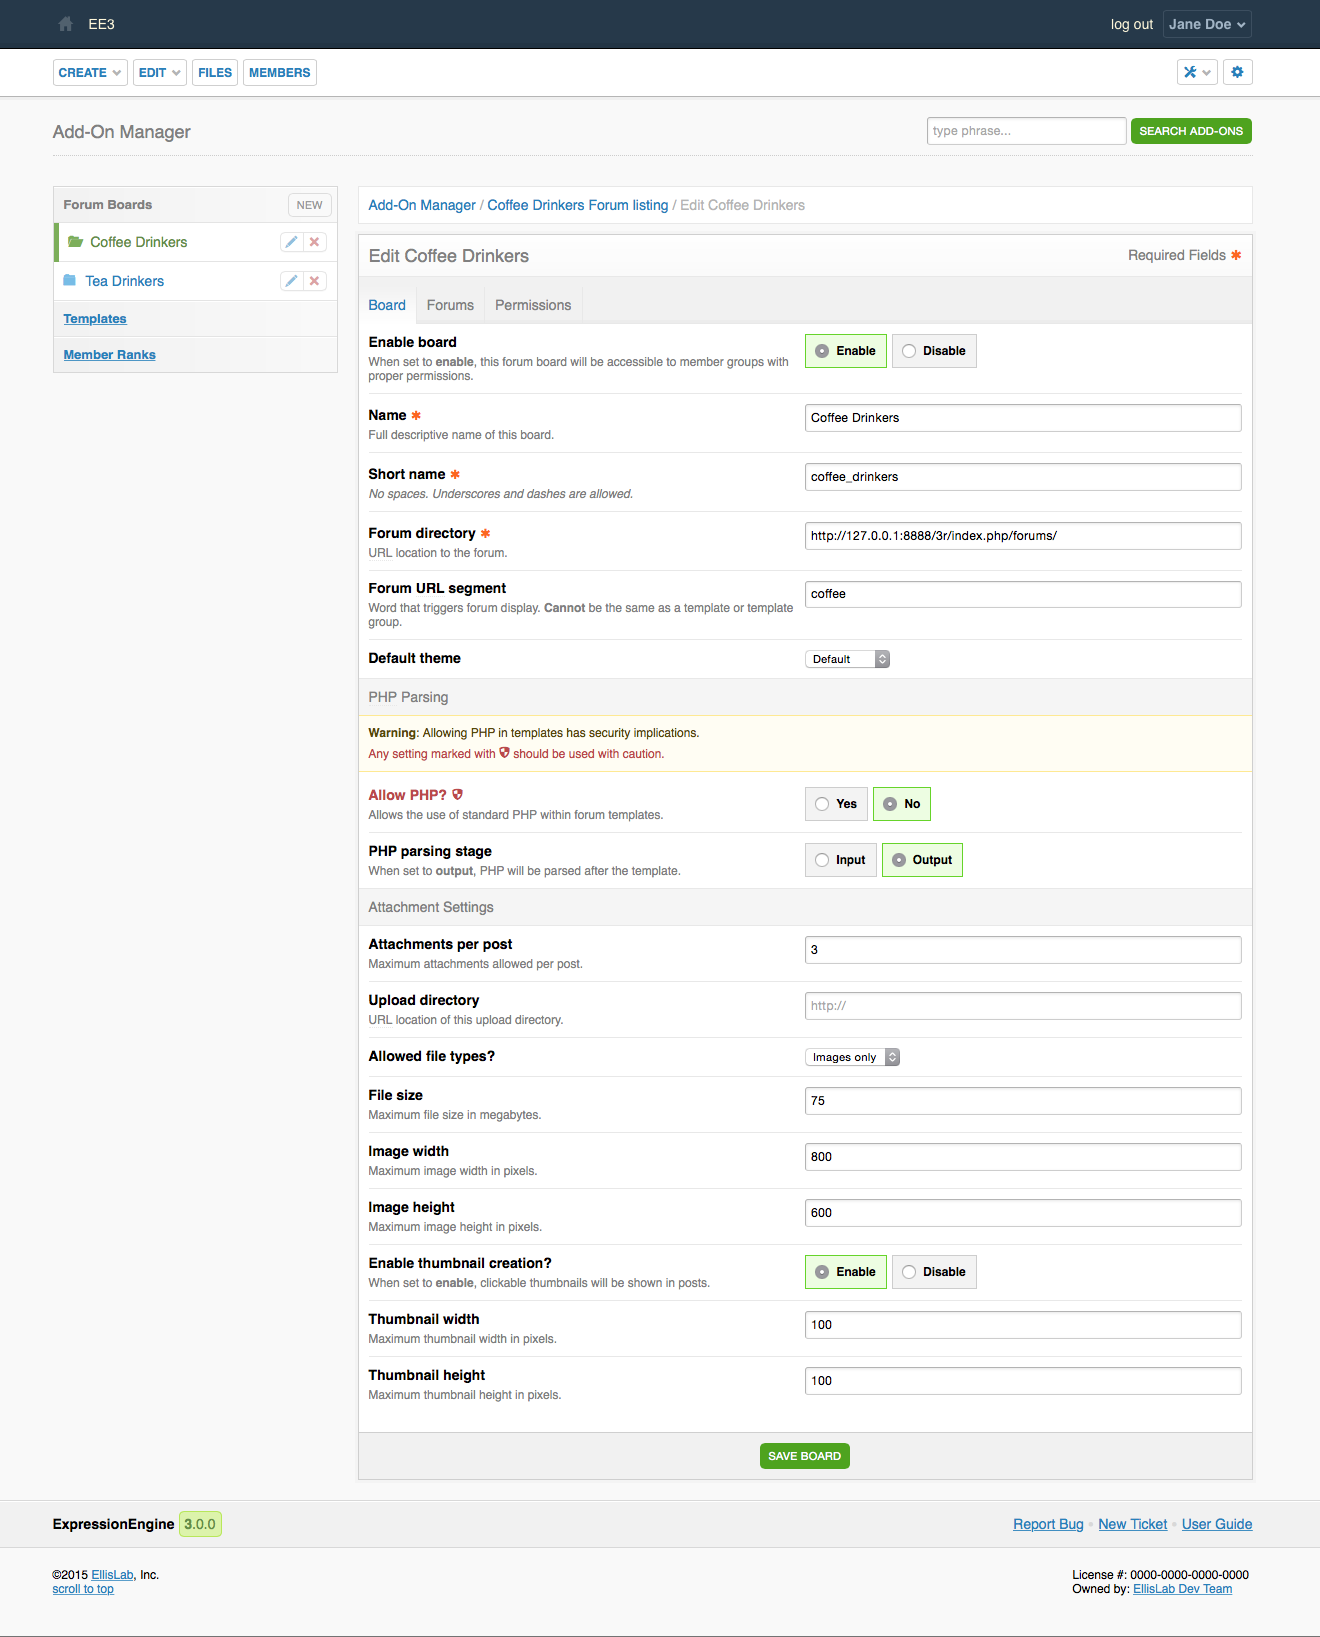 EE3
log out
Jane Doe
CREATE
EDIT
FILES
MEMBERS
Add-On Manager
type phrase...
SEARCH ADD-ONS
Forum Boards
NEW
Coffee Drinkers
Tea Drinkers
Templates
Member Ranks
Add-On Manager / Coffee Drinkers Forum listing / Edit Coffee Drinkers
Edit Coffee Drinkers
Required Fields ✱
Board
Forums
Permissions
Enable board
When set to enable, this forum board will be accessible to member groups with
proper permissions.
Enable
Disable
Name ✱
Full descriptive name of this board.
Coffee Drinkers
Short name ✱
No spaces. Underscores and dashes are allowed.
coffee_drinkers
Forum directory ✱
URL location to the forum.
http://127.0.0.1:8888/3r/index.php/forums/
Forum URL segment
Word that triggers forum display. Cannot be the same as a template or template
group.
coffee
Default theme
Default
PHP Parsing
Warning: Allowing PHP in templates has security implications.
Any setting marked with should be used with caution.
Allow PHP?
Allows the use of standard PHP within forum templates.
Yes
No
PHP parsing stage
When set to output, PHP will be parsed after the template.
Input
Output
Attachment Settings
Attachments per post
Maximum attachments allowed per post.
3
Upload directory
URL location of this upload directory.
http://
Allowed file types?
Images only
File size
Maximum file size in megabytes.
75
Image width
Maximum image width in pixels.
800
Image height
Maximum image height in pixels.
600
Enable thumbnail creation?
When set to enable, clickable thumbnails will be shown in posts.
Enable
Disable
Thumbnail width
Maximum thumbnail width in pixels.
100
Thumbnail height
Maximum thumbnail height in pixels.
100
SAVE BOARD
ExpressionEngine 3.0.0
Report Bug • New Ticket • User Guide
©2015 EllisLab, Inc.
scroll to top
License #: 0000-0000-0000-0000
Owned by: EllisLab Dev Team